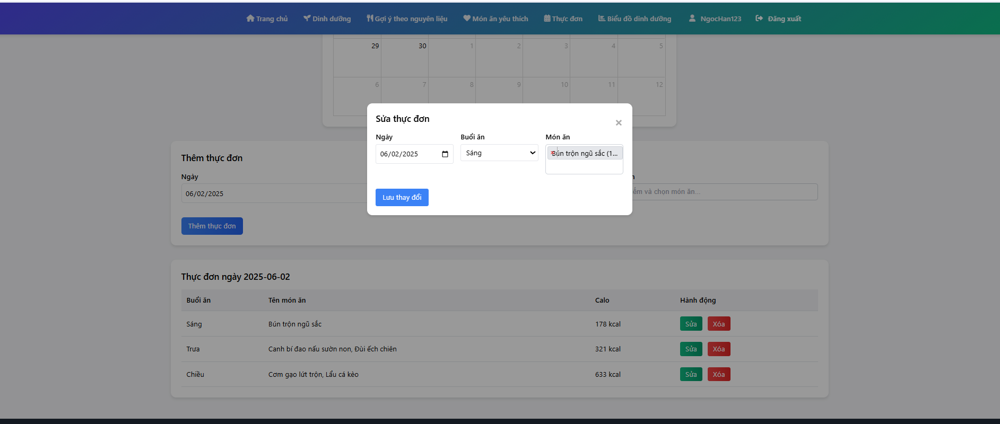 Trang chủ Dinh dưỡng Gợi ý theo nguyên liệu Món ăn yêu thích Thực đơn Biểu đồ dinh dưỡng NgocHan123 Đăng xuất
29 30 1 2 3 4 5
6 7 8 9 10 11 12
Sửa thực đơn ×
Ngày Buổi ăn Món ăn
06/02/2025 Sáng × Bún trộn ngũ sắc (1...
Lưu thay đổi
Thêm thực đơn
Ngày
06/02/2025 và chọn món ăn...
Thêm thực đơn
Thực đơn ngày 2025-06-02
Buổi ăn Tên món ăn Calo Hành động
Sáng Bún trộn ngũ sắc 178 kcal Sửa Xóa
Trưa Canh bí đao nấu sườn non, Đùi ếch chiên 321 kcal Sửa Xóa
Chiều Cơm gạo lứt trộn, Lẩu cá kèo 633 kcal Sửa Xóa